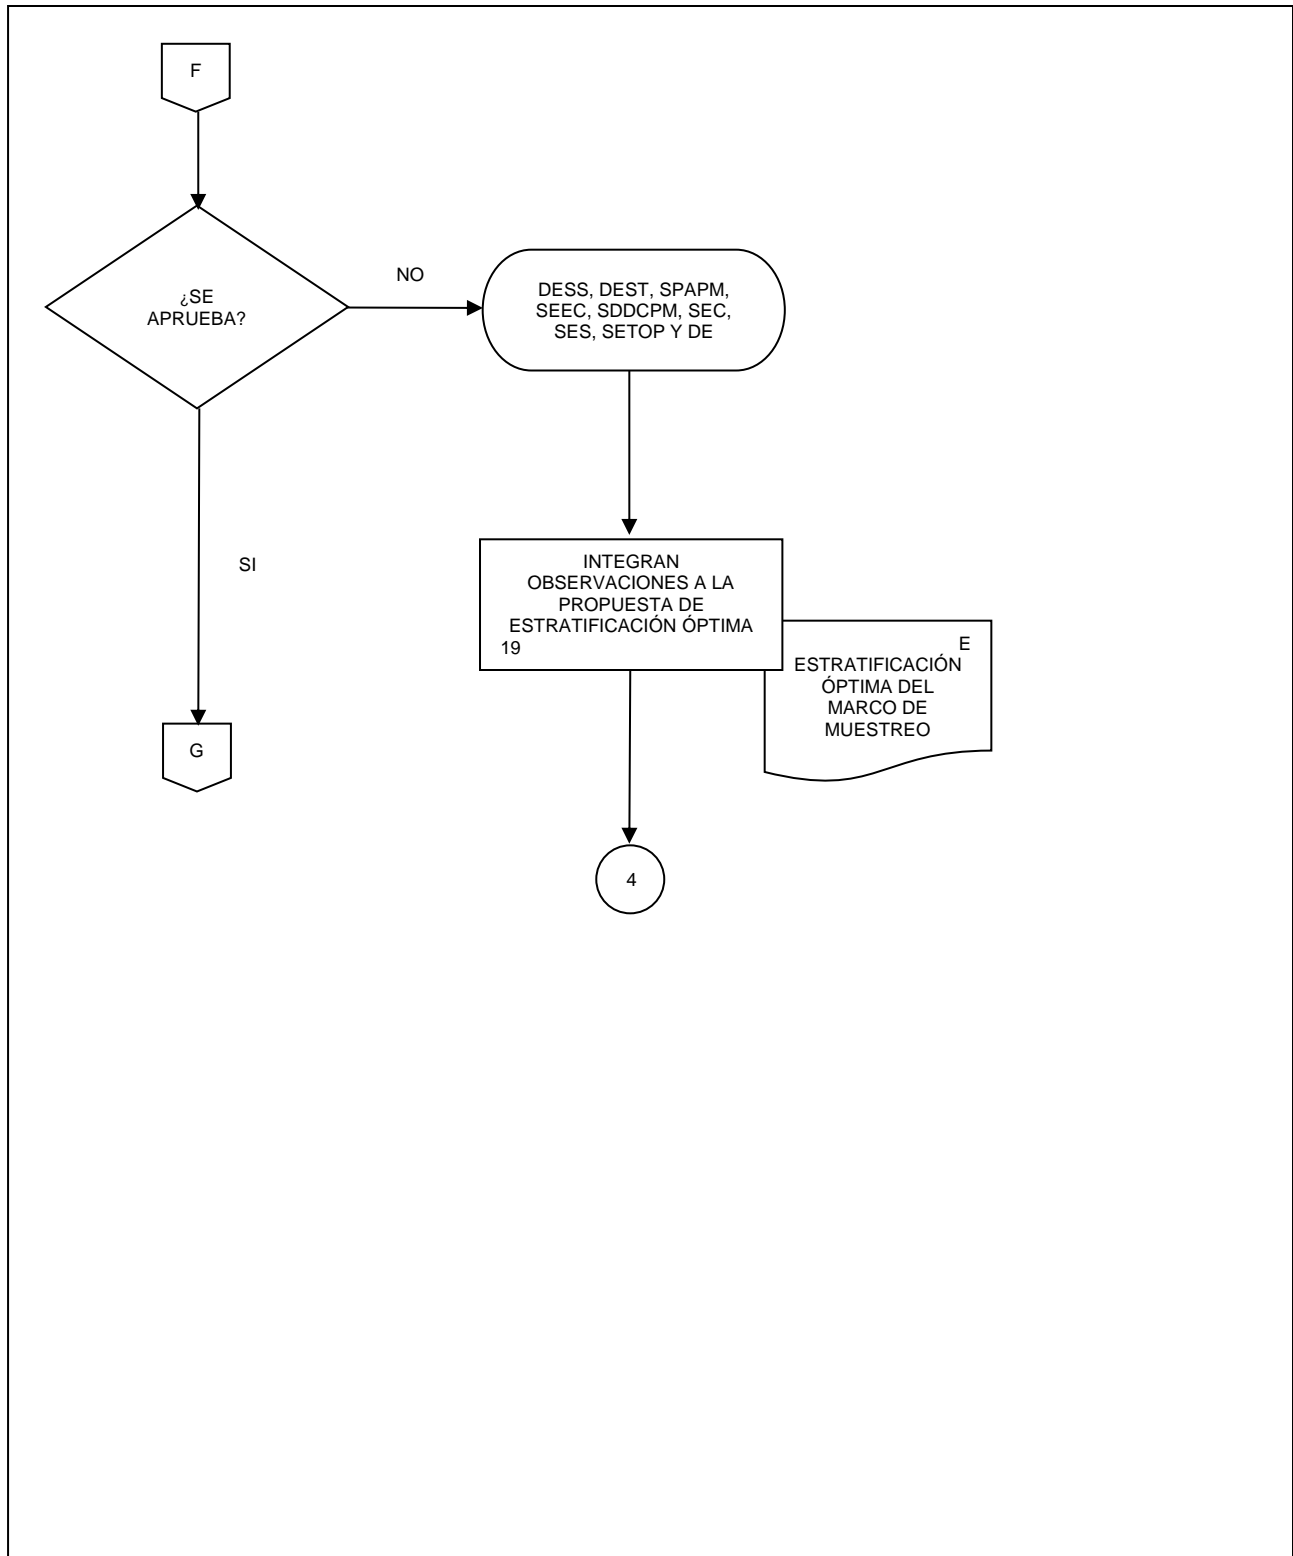 F
¿SE
APRUEBA?
NO
DESS, DEST, SPAPM,
SEEC, SDDCPM, SEC,
SES, SETOP Y DE
SI
INTEGRAN
OBSERVACIONES A LA
PROPUESTA DE
ESTRATIFICACIÓN ÓPTIMA
19
E
ESTRATIFICACIÓN
ÓPTIMA DEL
MARCO DE
MUESTREO
G
4